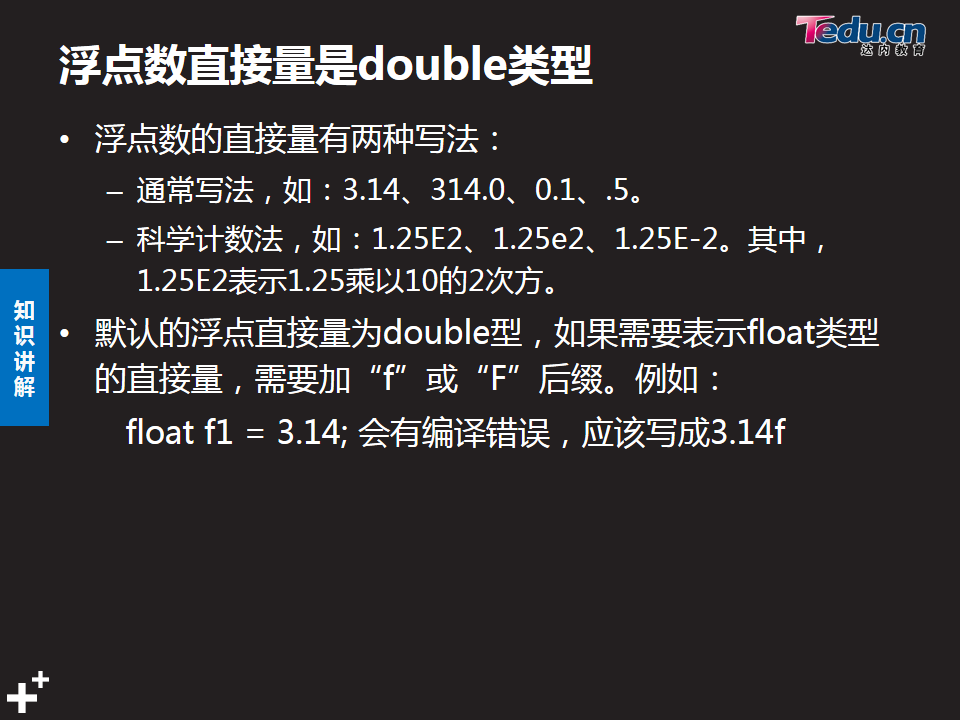 Tedu.cn
达内教育
浮点数直接量是double类型
• 浮点数的直接量有两种写法：
– 通常写法，如：3.14、314.0、0.1、.5。
– 科学计数法，如：1.25E2、1.25e2、1.25E-2。其中，
1.25E2表示1.25乘以10的2次方。
知识讲解
• 默认的浮点直接量为double型，如果需要表示float类型
的直接量，需要加“f”或“F”后缀。例如：
float f1 = 3.14; 会有编译错误，应该写成3.14f